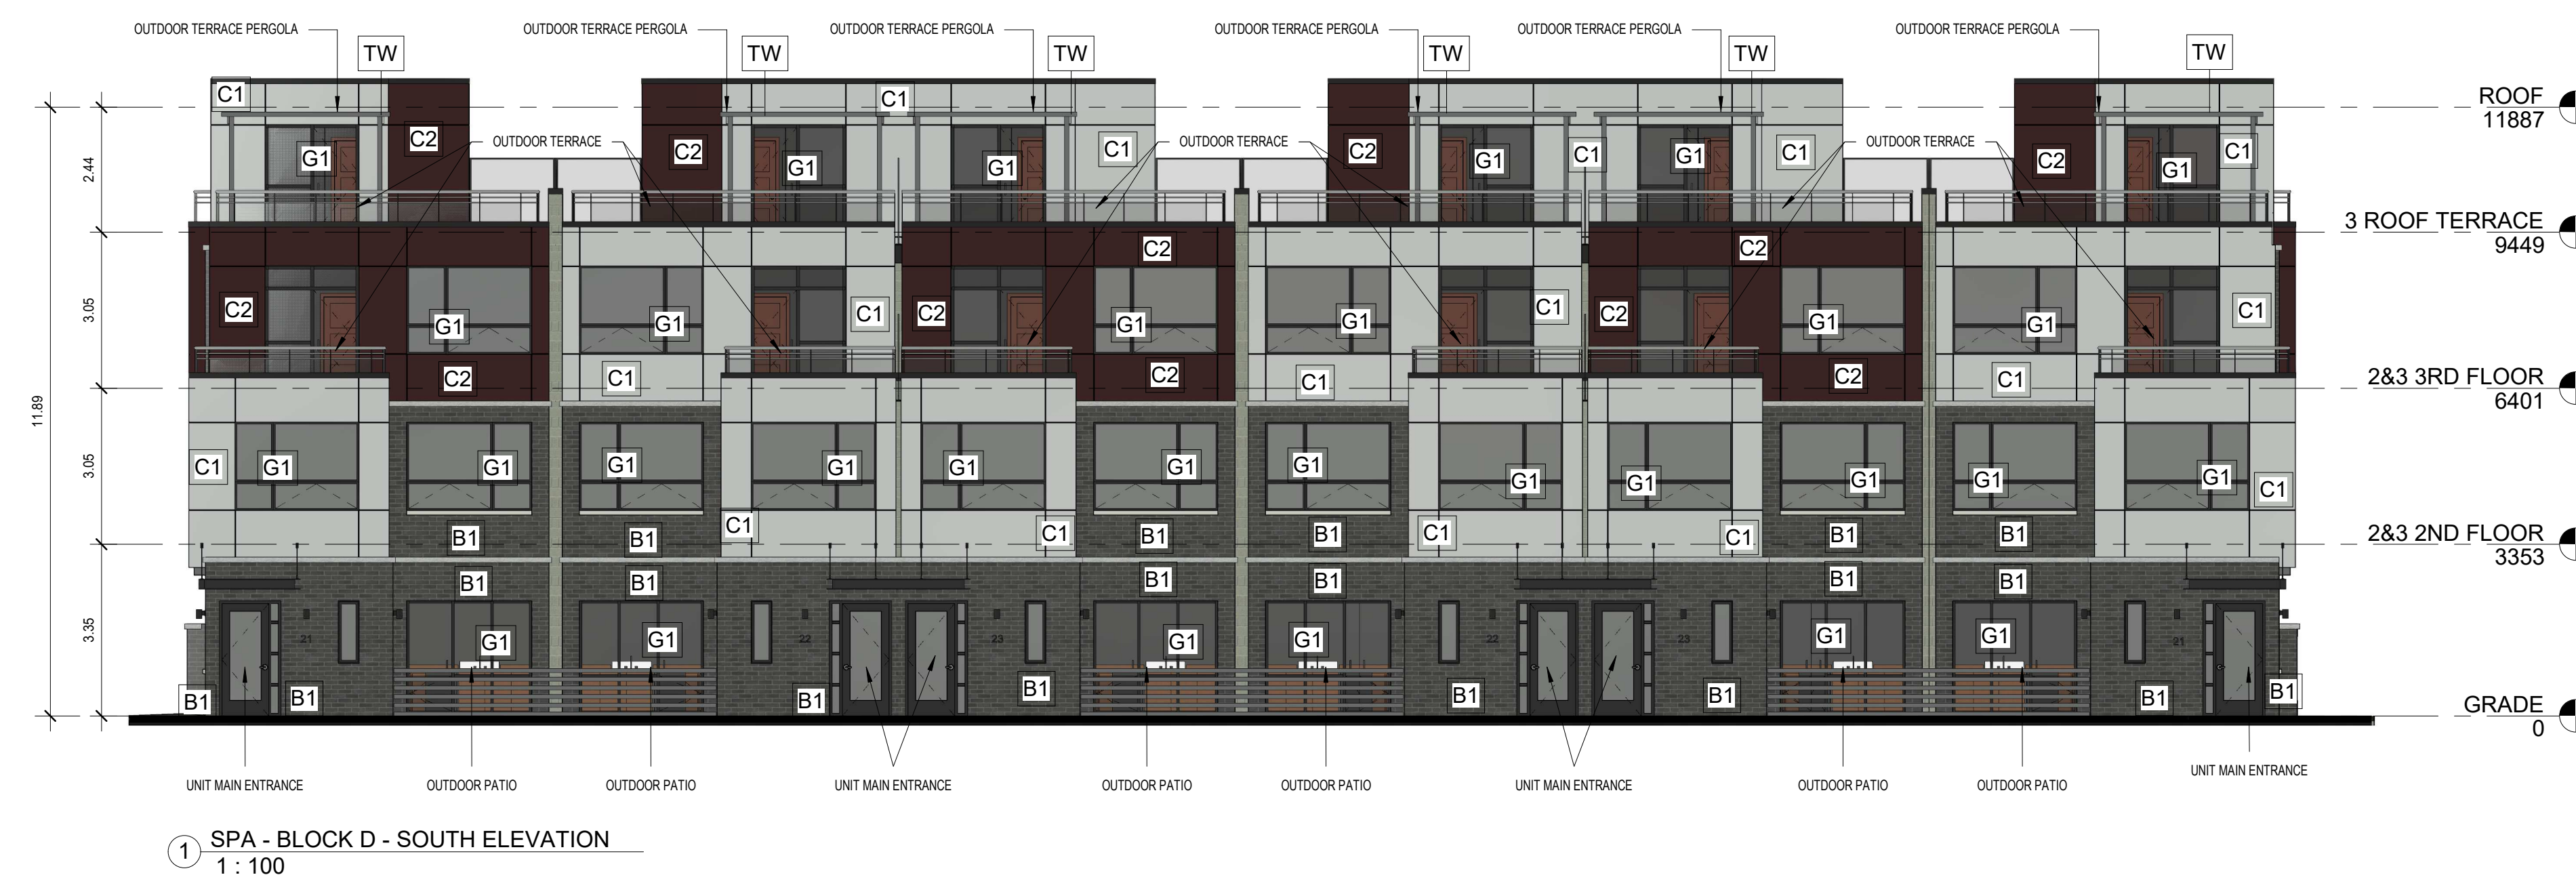 OUTDOOR TERRACE PERGOLA OUTDOOR TERRACE PERGOLA OUTDOOR TERRACE PERGOLA OUTDOOR TERRACE PERGOLA OUTDOOR TERRACE PERGOLA OUTDOOR TERRACE PERGOLA
TW TW TW TW TW TW
C1 C1
ROOF
11887
C2 OUTDOOR TERRACE C2 C1 OUTDOOR TERRACE C2 C1 C1 OUTDOOR TERRACE C2 C1
G1 G1 G1 G1 G1 G1
2.44
3 ROOF TERRACE
9449
C2 C2
C2 G1 G1 C1 C2 G1 G1 C1 C2 G1 G1 C1
3.05
C2 C1 C2 C1 C2 C1
2&3 3RD FLOOR
6401
11.89
C1 G1 G1 G1 G1 G1 G1 G1 G1 G1 G1 G1 G1 C1
3.05
B1 B1 C1 C1 B1 B1 C1 C1 B1 B1
2&3 2ND FLOOR
3353
B1 B1 B1 B1 B1 B1
3.35
21 G1 G1 22 23 G1 G1 22 23 G1 G1 21
B1 B1 B1 B1 B1 B1 B1 B1
GRADE
0
UNIT MAIN ENTRANCE OUTDOOR PATIO OUTDOOR PATIO UNIT MAIN ENTRANCE OUTDOOR PATIO OUTDOOR PATIO UNIT MAIN ENTRANCE OUTDOOR PATIO OUTDOOR PATIO UNIT MAIN ENTRANCE
1 SPA - BLOCK D - SOUTH ELEVATION
1 : 100